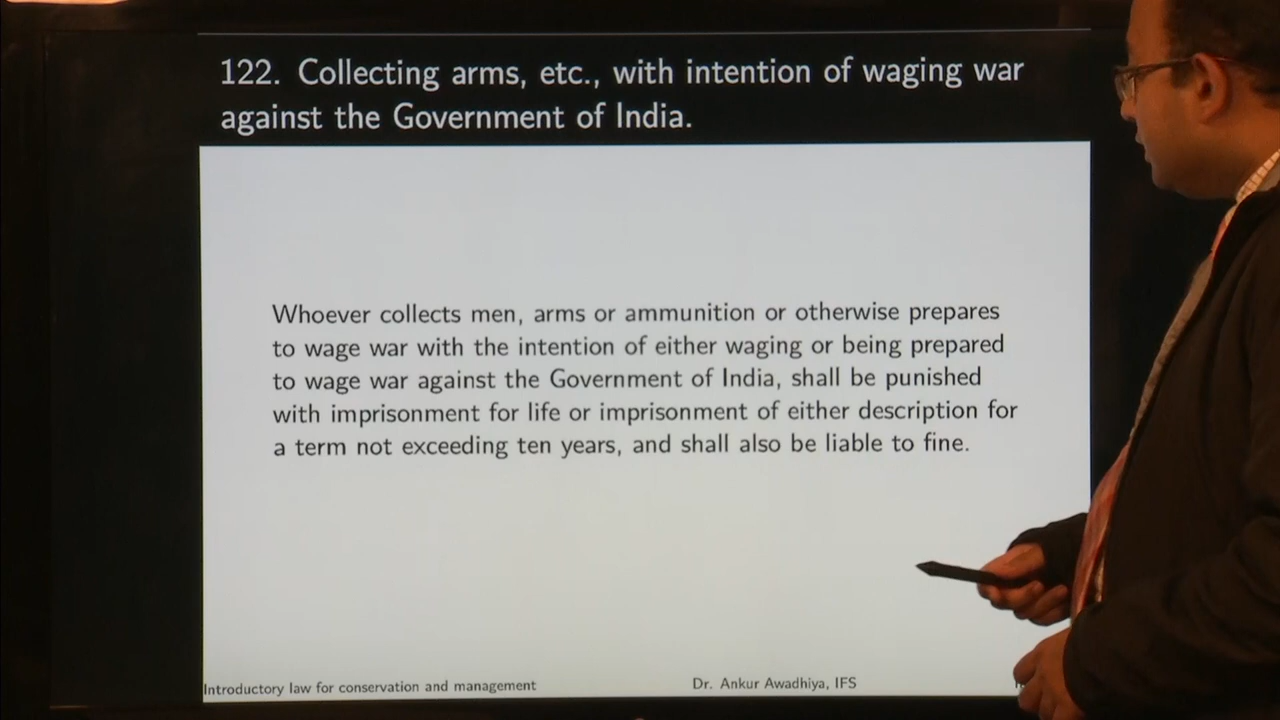 122. Collecting arms, etc., with intention of waging war
against the Government of India.
Whoever collects men, arms or ammunition or otherwise prepares
to wage war with the intention of either waging or being prepared
to wage war against the Government of India, shall be punished
with imprisonment for life or imprisonment of either description for
a term not exceeding ten years, and shall also be liable to fine.
Introductory law for conservation and management
Dr. Ankur Awadhiya, IFS